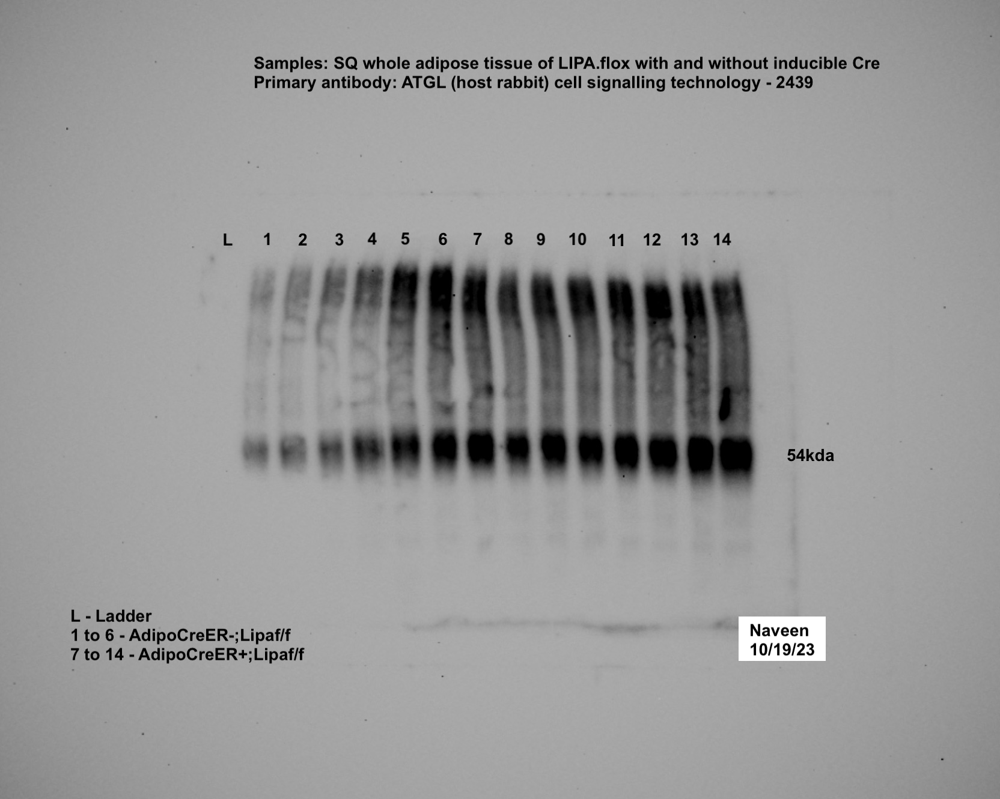 Samples: SQ whole adipose tissue of LIPA.flox with and without inducible Cre
Primary antibody: ATGL (host rabbit) cell signalling technology - 2439
L 1 2 3 4 5 6 7 8 9 10 11 12 13 14
54kda
L - Ladder
1 to 6 - AdipoCreER-;Lipaf/f
7 to 14 - AdipoCreER+;Lipaf/f
Naveen
10/19/23